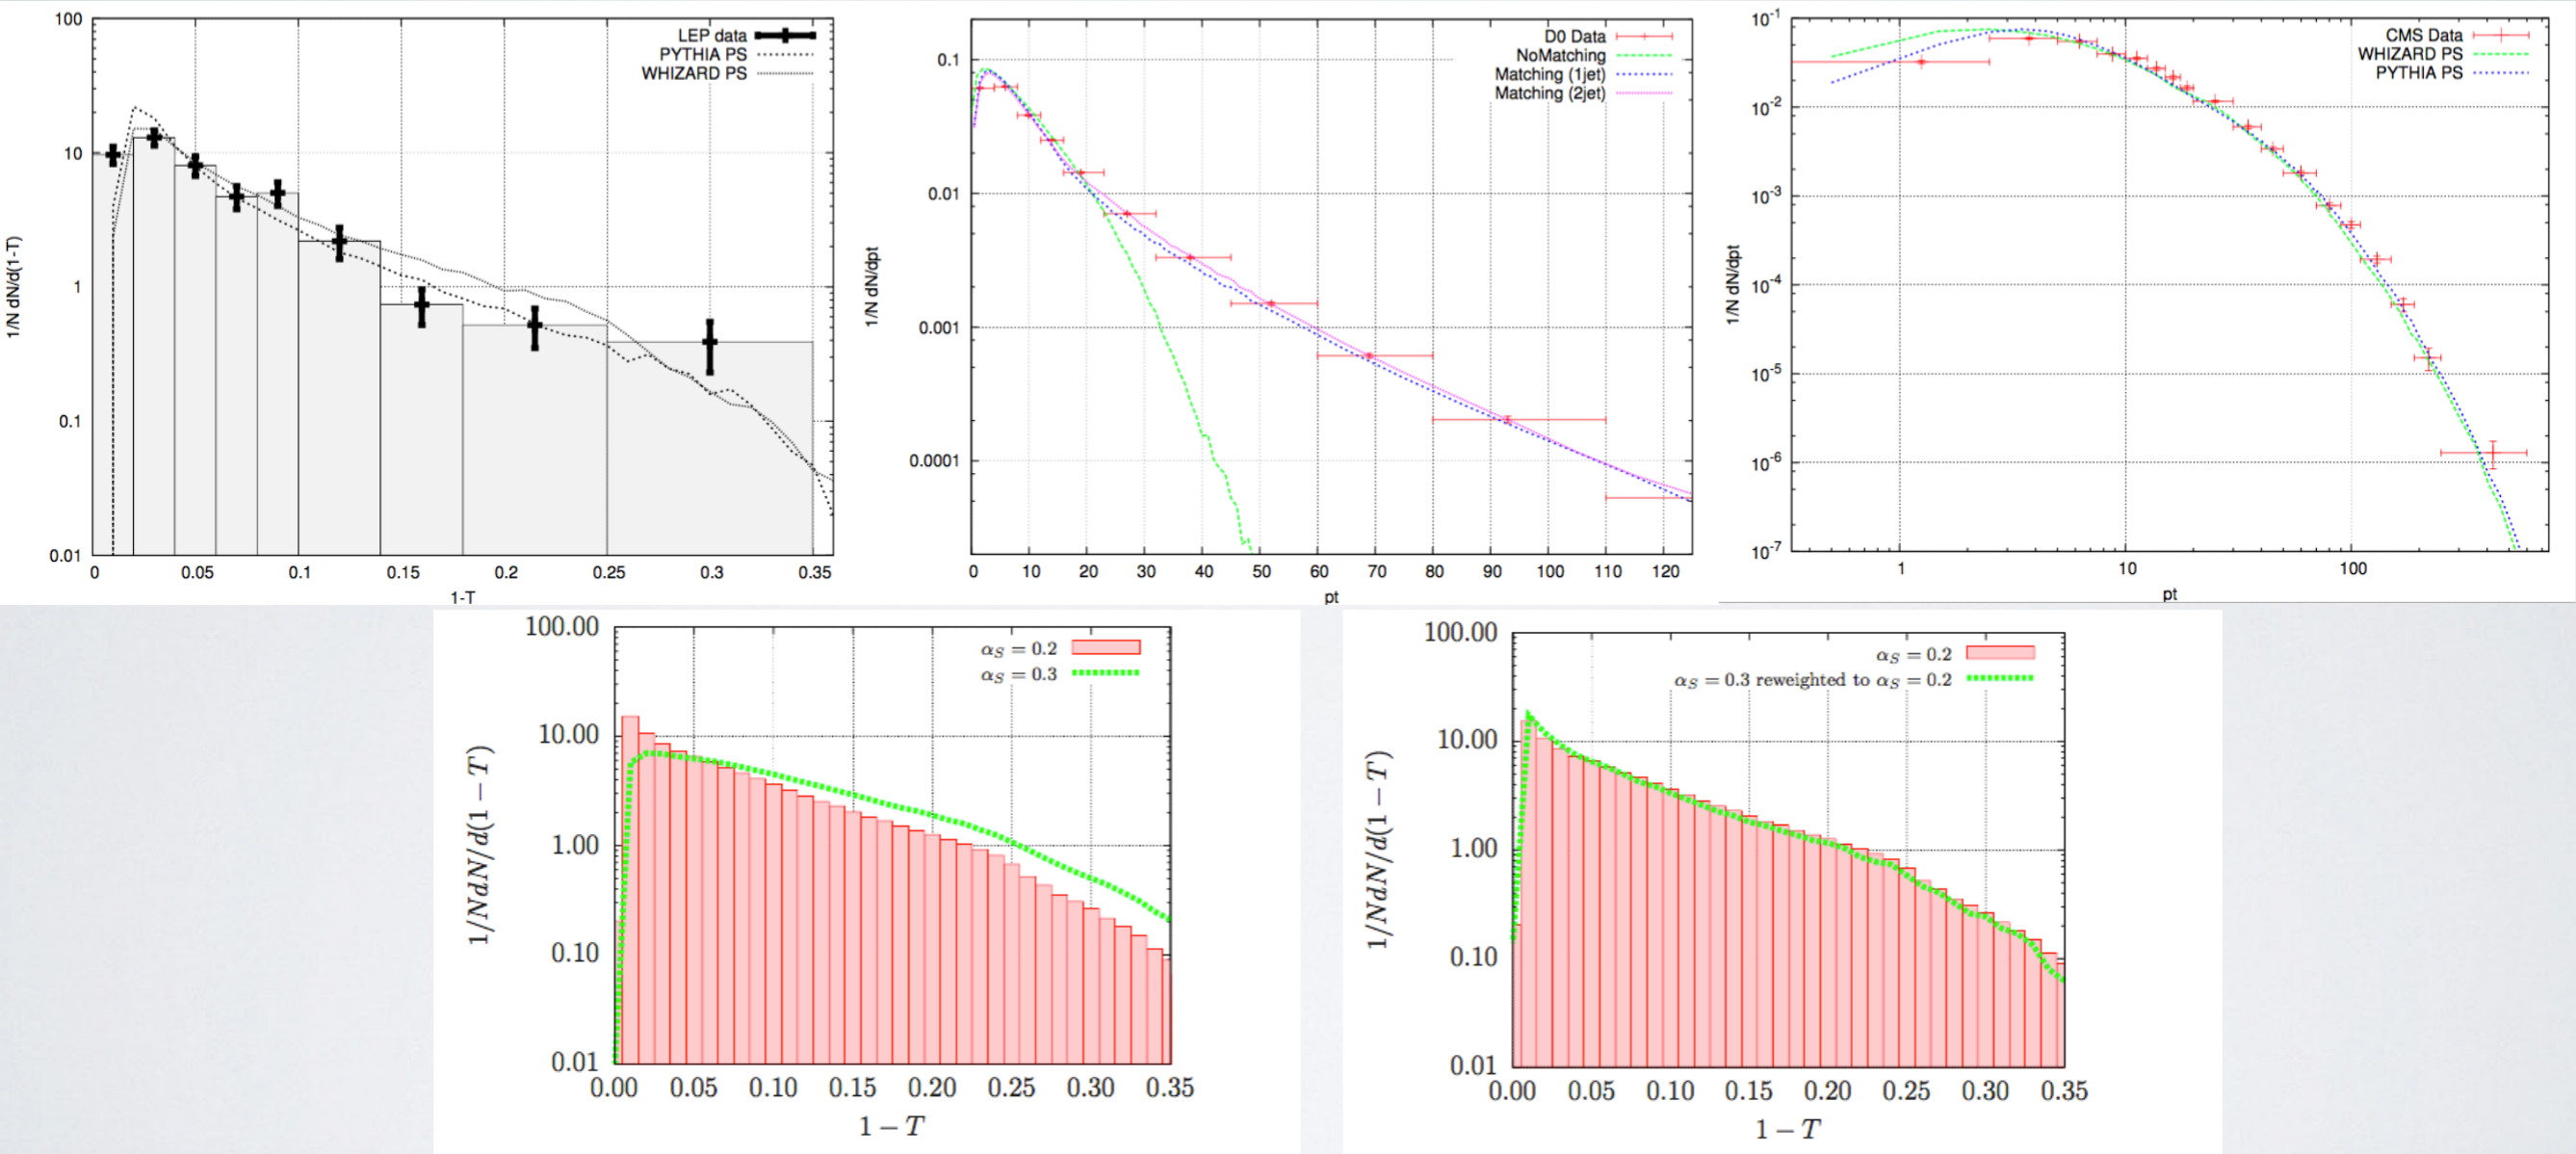 100
10
1
0.1
0.01
1/N dN/d(1-T)
LEP data
PYTHIA PS
WHIZARD PS
0 0.05 0.1 0.15 0.2 0.25 0.3 0.35
1-T
0.1
0.01
0.001
0.0001
1/N dN/dpt
D0 Data
NoMatching
Matching (1jet)
Matching (2jet)
0 10 20 30 40 50 60 70 80 90 100 110 120
pt
10^-1
10^-2
10^-3
10^-4
10^-5
10^-6
10^-7
1/N dN/dpt
CMS Data
WHIZARD PS
PYTHIA PS
1 10 100
pt
100.00
10.00
1.00
0.10
0.01
1/NdN/d(1 − T)
α_S = 0.2
α_S = 0.3
0.00 0.05 0.10 0.15 0.20 0.25 0.30 0.35
1 − T
100.00
10.00
1.00
0.10
0.01
1/NdN/d(1 − T)
α_S = 0.2
α_S = 0.3 reweighted to α_S = 0.2
0.00 0.05 0.10 0.15 0.20 0.25 0.30 0.35
1 − T